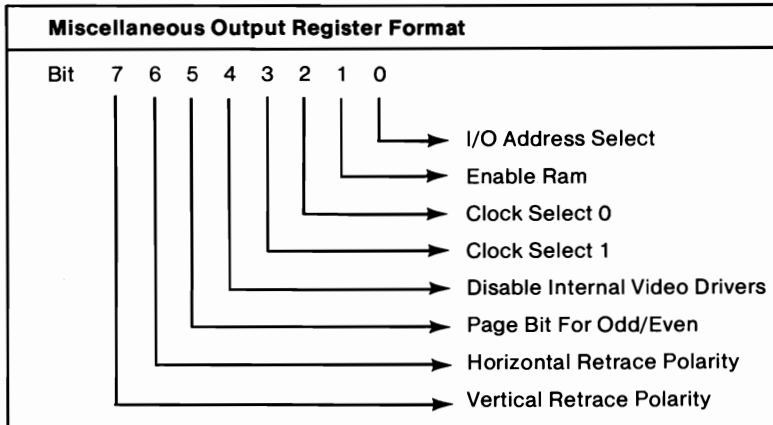 Miscellaneous Output Register Format
Bit 7 6 5 4 3 2 1 0
I/O Address Select
Enable Ram
Clock Select 0
Clock Select 1
Disable Internal Video Drivers
Page Bit For Odd/Even
Horizontal Retrace Polarity
Vertical Retrace Polarity